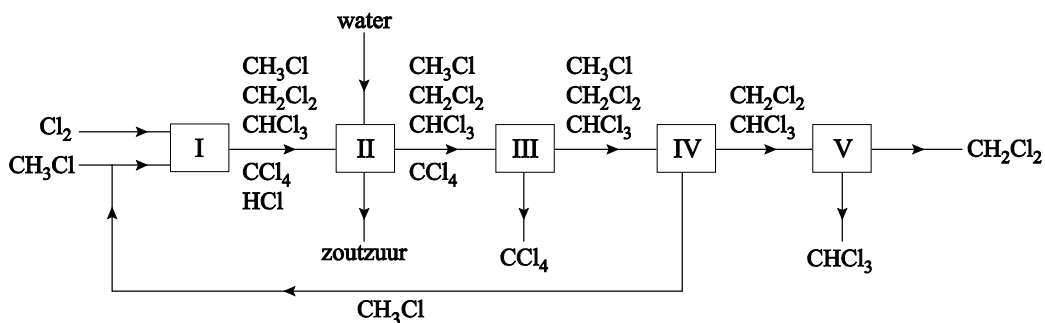 water
CH₃Cl
CH₂Cl₂
CHCl₃
CCl₄
HCl
CH₃Cl
CH₂Cl₂
CHCl₃
CCl₄
CH₃Cl
CH₂Cl₂
CHCl₃
CH₂Cl₂
CHCl₃
Cl₂
CH₃Cl
I
II
III
IV
V
CH₂Cl₂
zoutzuur
CCl₄
CHCl₃
CH₃Cl